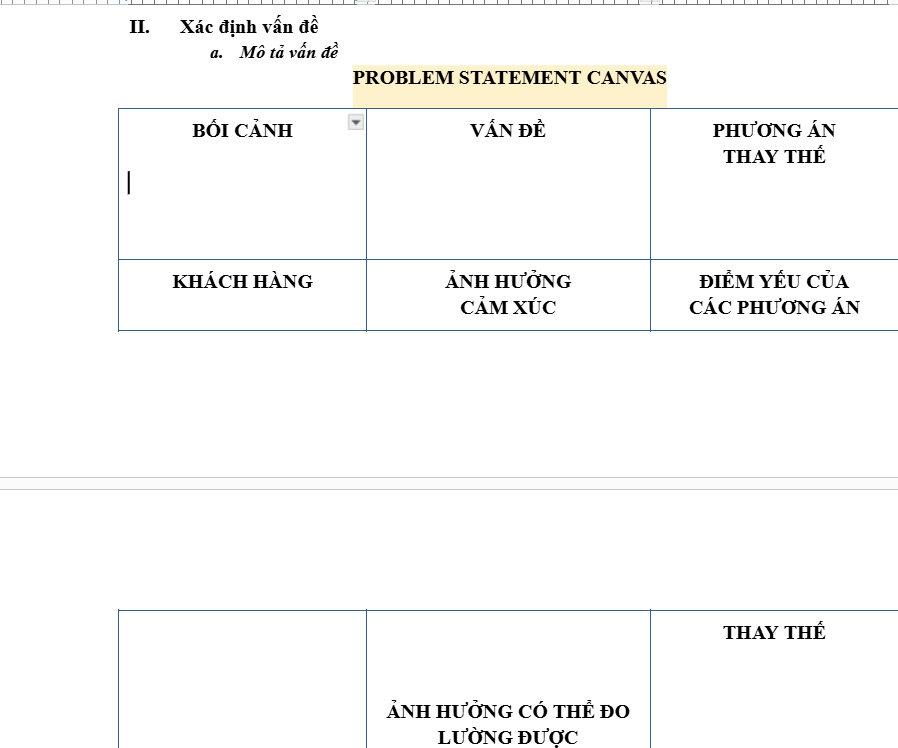 II. Xác định vấn đề
a. Mô tả vấn đề
PROBLEM STATEMENT CANVAS
BỐI CẢNH
VẤN ĐỀ
PHƯƠNG ÁN
THAY THẾ
KHÁCH HÀNG
ẢNH HƯỞNG
CẢM XÚC
ĐIỂM YẾU CỦA
CÁC PHƯƠNG ÁN
THAY THẾ
ẢNH HƯỞNG CÓ THỂ ĐO
LƯỜNG ĐƯỢC